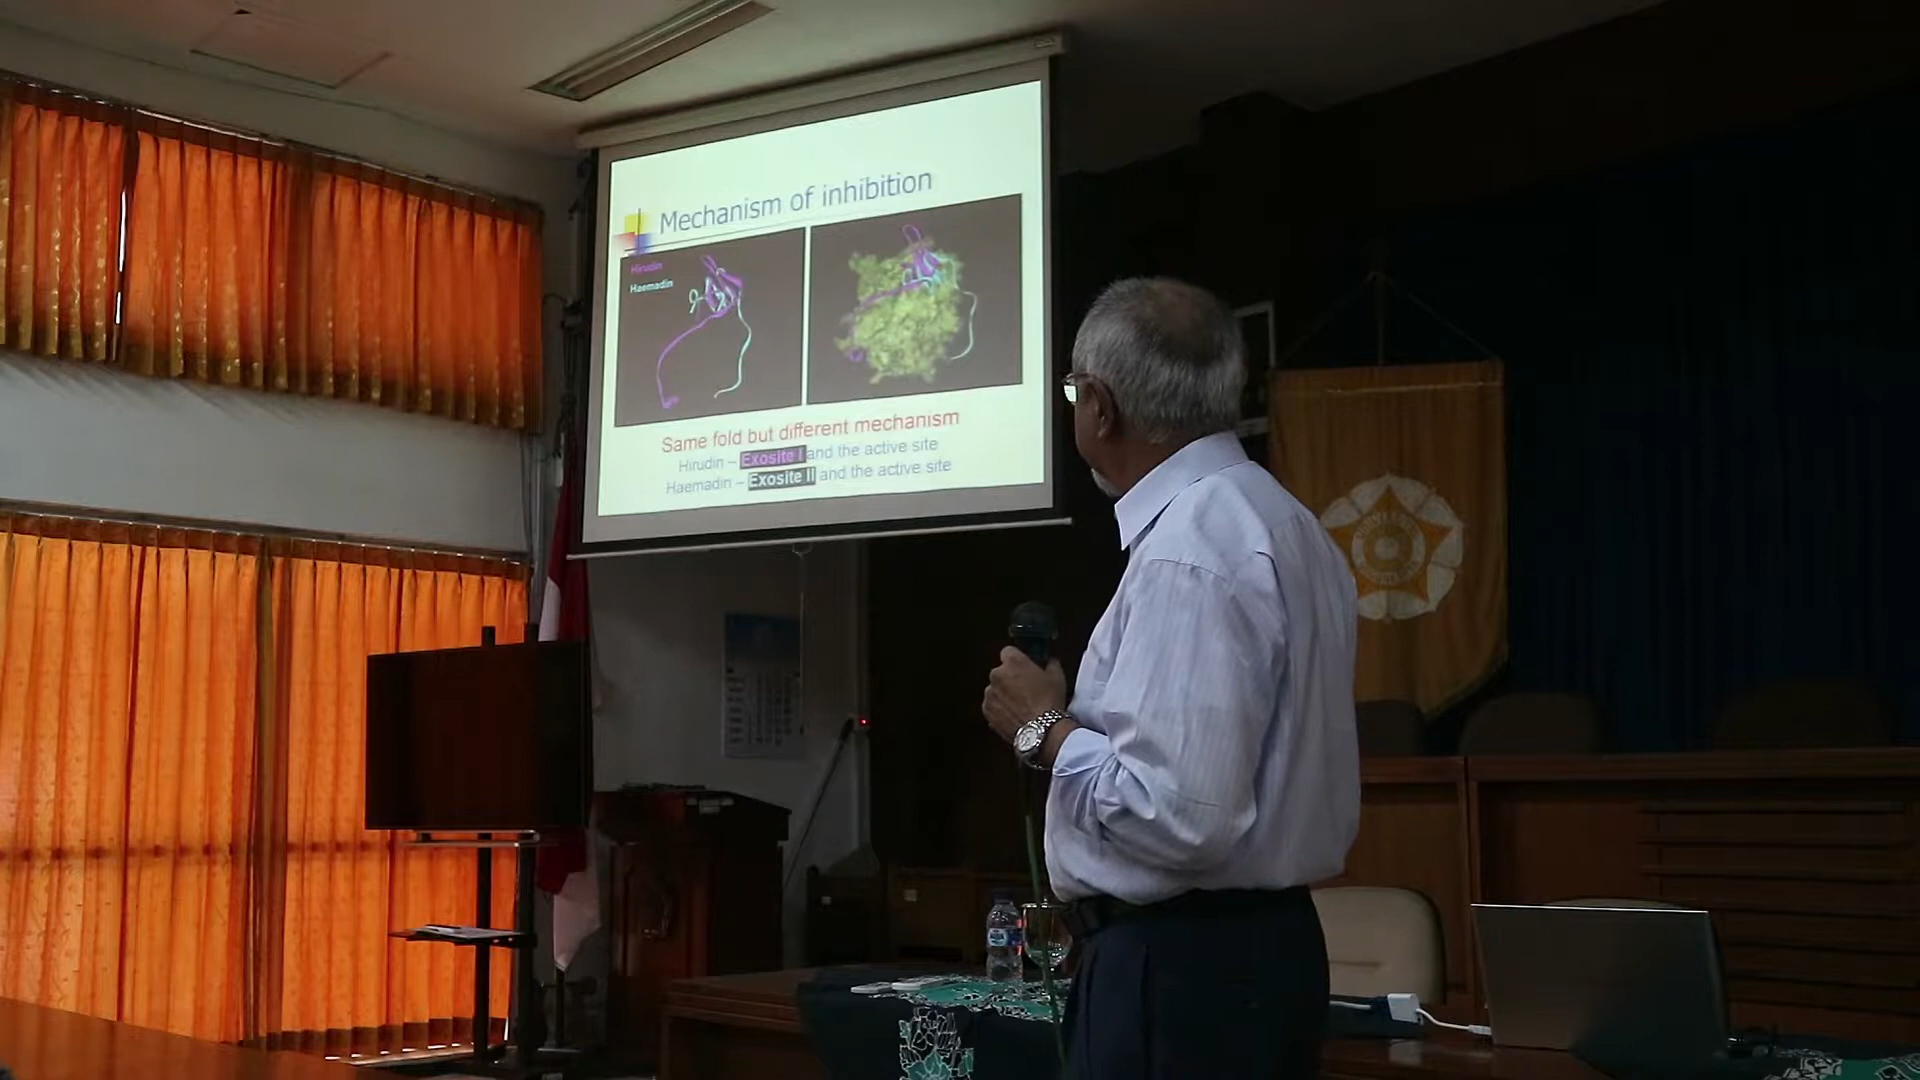 Mechanism of inhibition
Hirudin
Haemadin
Same fold but different mechanism
Hirudin – Exosite I and the active site
Haemadin – Exosite II and the active site